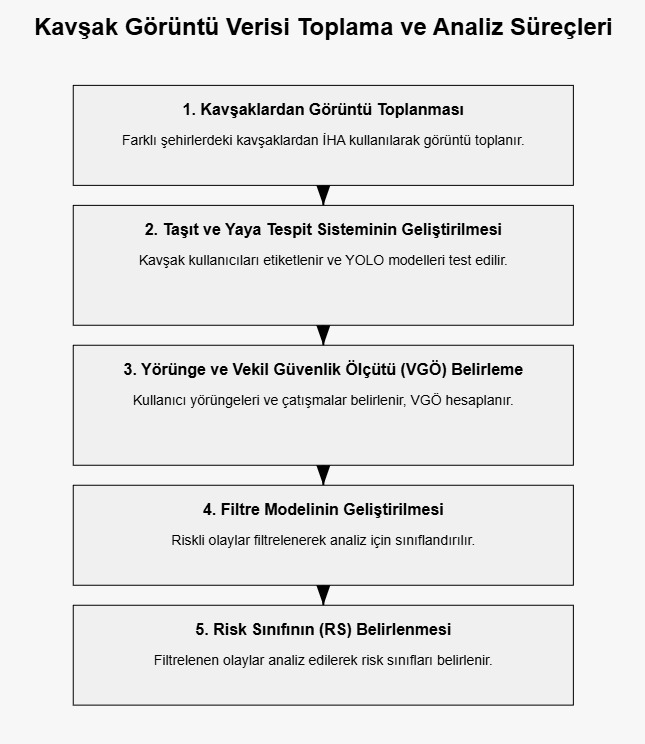 Kavşak Görüntü Verisi Toplama ve Analiz Süreçleri
1. Kavşaklardan Görüntü Toplanması
Farklı şehirlerdeki kavşaklardan İHA kullanılarak görüntü toplanır.
2. Taşıt ve Yaya Tespit Sisteminin Geliştirilmesi
Kavşak kullanıcıları etiketlenir ve YOLO modelleri test edilir.
3. Yörünge ve Vekil Güvenlik Ölçütü (VGÖ) Belirleme
Kullanıcı yörüngeleri ve çatışmalar belirlenir, VGÖ hesaplanır.
4. Filtre Modelinin Geliştirilmesi
Riskli olaylar filtrelenerek analiz için sınıflandırılır.
5. Risk Sınıfının (RS) Belirlenmesi
Filtrelenen olaylar analiz edilerek risk sınıfları belirlenir.